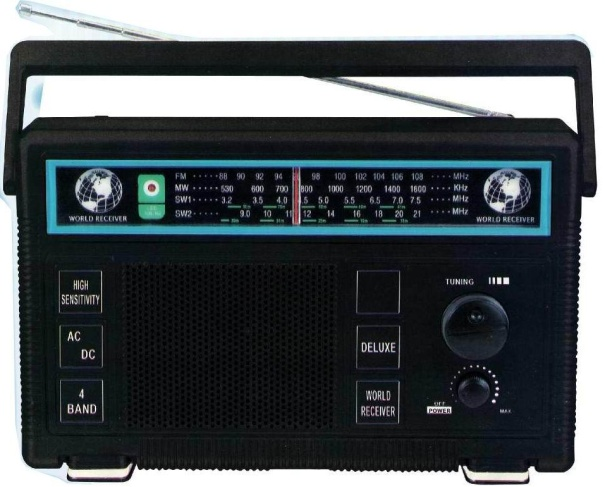 FM 88 90 92 94 98 100 102 104 106 108 MHz
MW 530 600 700 800 1000 1200 1400 1600 KHz
SW1 3.2 3.5 4.0 4.5 5.0 5.5 6.5 7.0 7.5 MHz
SW2 9.0 10 11 12 14 16 18 20 21 MHz
WORLD RECEIVER
WORLD RECEIVER
HIGH
SENSITIVITY
AC
DC
4
BAND
DELUXE
WORLD
RECEIVER
TUNING
OFF
POWER
MAX